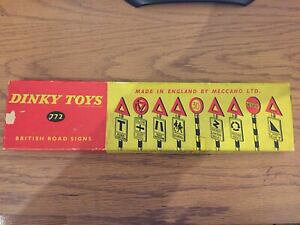 DINKY TOYS
772
BRITISH ROAD SIGNS
MADE IN ENGLAND BY MECCANO LTD.